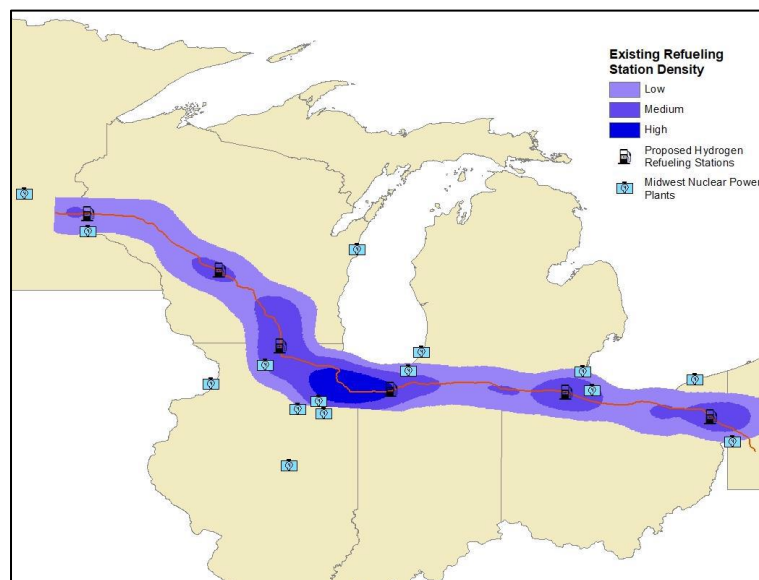 Existing Refueling
Station Density
Low
Medium
High
Proposed Hydrogen
Refueling Stations
Midwest Nuclear Power
Plants